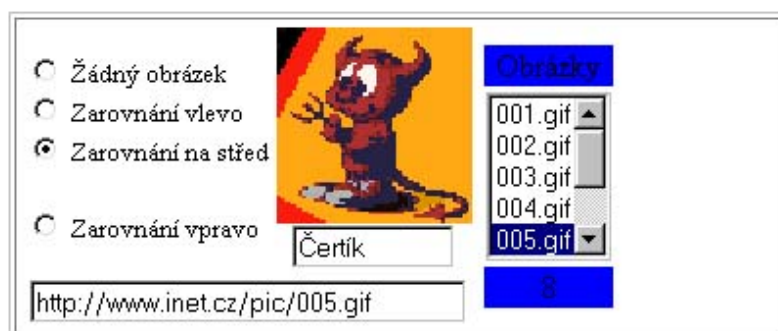 Žádný obrázek
Zarovnání vlevo
Zarovnání na střed
Zarovnání vpravo
Čertík
http://www.inet.cz/pic/005.gif
Obrázky
001.gif
002.gif
003.gif
004.gif
005.gif
8